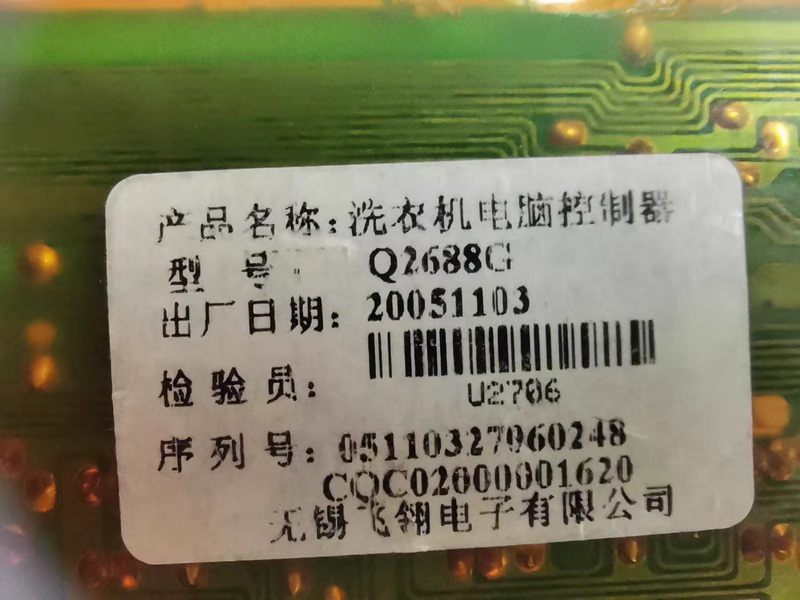 产品名称：洗衣机电脑控制器
型 号 Q2688G
出厂日期：20051103
检验员：
U2706
序列号：05110327960248
CQC02000001620
无锡飞翎电子有限公司